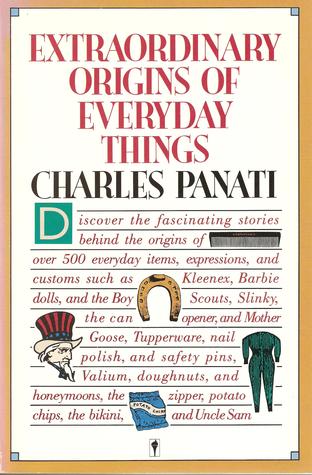 EXTRAORDINARY
ORIGINS OF
EVERYDAY
THINGS
CHARLES PANATI
Discover the fascinating stories
behind the origins of
over 500 everyday items, expressions, and
customs such as Kleenex, Barbie
dolls, and the Boy Scouts, Slinky,
the can opener, and Mother
Goose, Tupperware, nail
polish, and safety pins,
Valium, doughnuts, and
honeymoons, the zipper, potato
chips, the bikini, and Uncle Sam
POTATO CHIPS